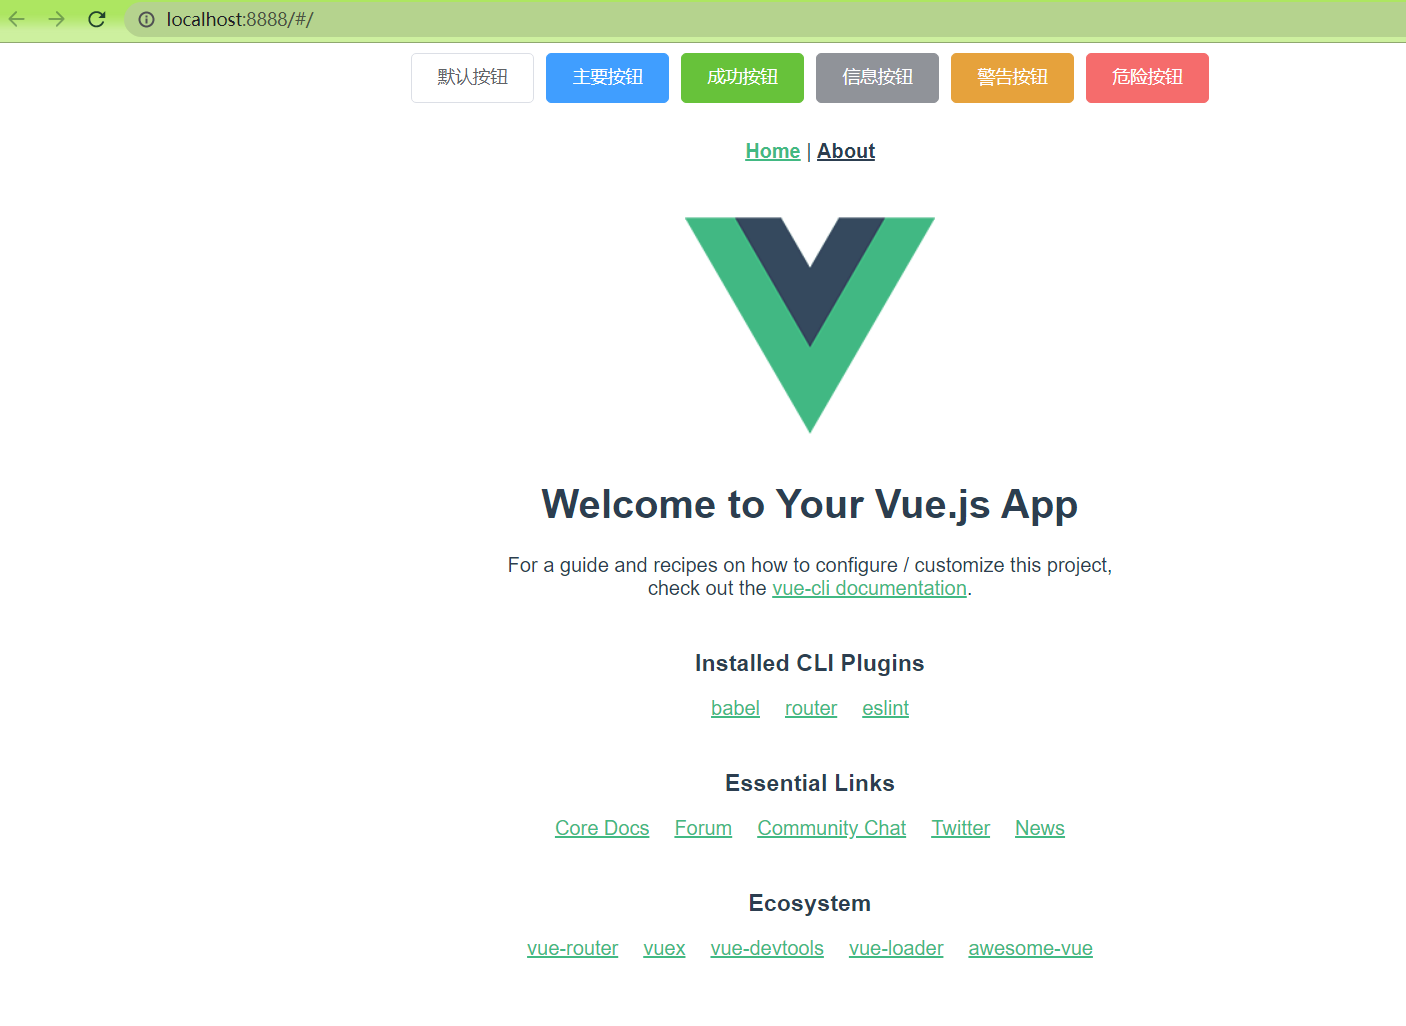 localhost:8888/#/
默认按钮 主要按钮 成功按钮 信息按钮 警告按钮 危险按钮
Home | About
Welcome to Your Vue.js App
For a guide and recipes on how to configure / customize this project,
check out the vue-cli documentation.
Installed CLI Plugins
babel router eslint
Essential Links
Core Docs Forum Community Chat Twitter News
Ecosystem
vue-router vuex vue-devtools vue-loader awesome-vue